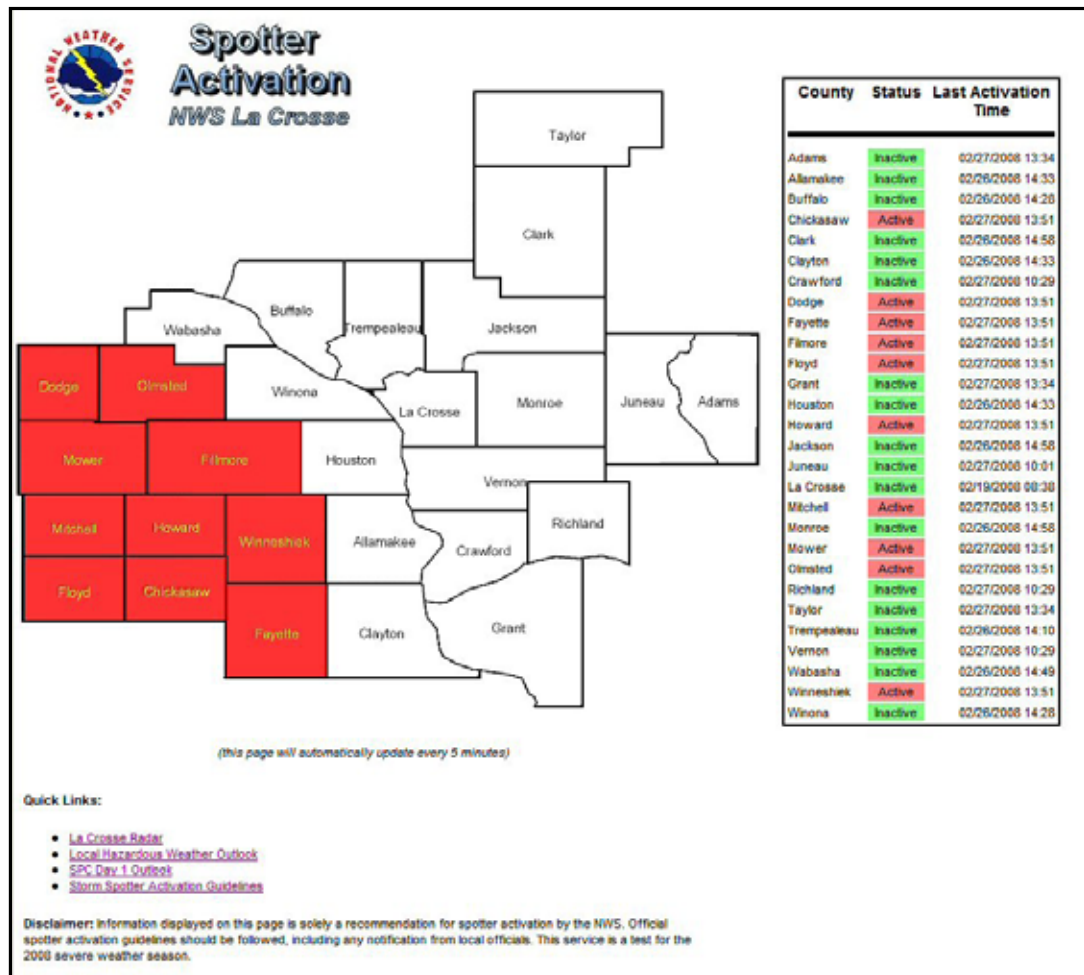 NATIONAL WEATHER SERVICE
Spotter
Activation
NWS La Crosse
Taylor
Clark
Buffalo
Trempealeau
Jackson
Wabasha
Dodge
Olmsted
Winona
La Crosse
Monroe
Juneau
Adams
Mower
Filmore
Houston
Vernon
Mitchell
Howard
Winneshiek
Allamakee
Crawford
Richland
Floyd
Chickasaw
Fayette
Clayton
Grant
County Status Last Activation
Time
Adams Inactive 02/27/2008 13:34
Allamakee Inactive 02/26/2008 14:33
Buffalo Inactive 02/26/2008 14:28
Chickasaw Active 02/27/2008 13:51
Clark Inactive 02/26/2008 14:58
Clayton Inactive 02/26/2008 14:33
Crawford Inactive 02/27/2008 10:29
Dodge Active 02/27/2008 13:51
Fayette Active 02/27/2008 13:51
Filmore Active 02/27/2008 13:51
Floyd Active 02/27/2008 13:51
Grant Inactive 02/27/2008 13:34
Houston Inactive 02/26/2008 14:33
Howard Active 02/27/2008 13:51
Jackson Inactive 02/26/2008 14:58
Juneau Inactive 02/27/2008 10:01
La Crosse Inactive 02/19/2008 08:38
Mitchell Active 02/27/2008 13:51
Monroe Inactive 02/26/2008 14:58
Mower Active 02/27/2008 13:51
Olmsted Active 02/27/2008 13:51
Richland Inactive 02/27/2008 10:29
Taylor Inactive 02/27/2008 13:34
Trempealeau Inactive 02/26/2008 14:10
Vernon Inactive 02/27/2008 10:29
Wabasha Inactive 02/26/2008 14:49
Winneshiek Active 02/27/2008 13:51
Winona Inactive 02/26/2008 14:28
(this page will automatically update every 5 minutes)
Quick Links:
• La Crosse Radar
• Local Hazardous Weather Outlook
• SPC Day 1 Outlook
• Storm Spotter Activation Guidelines
Disclaimer: Information displayed on this page is solely a recommendation for spotter activation by the NWS. Official
spotter activation guidelines should be followed, including any notification from local officials. This service is a test for the
2008 severe weather season.